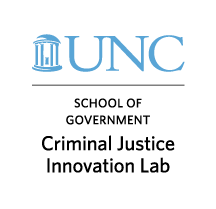 UNC
SCHOOL OF
GOVERNMENT
Criminal Justice
Innovation Lab